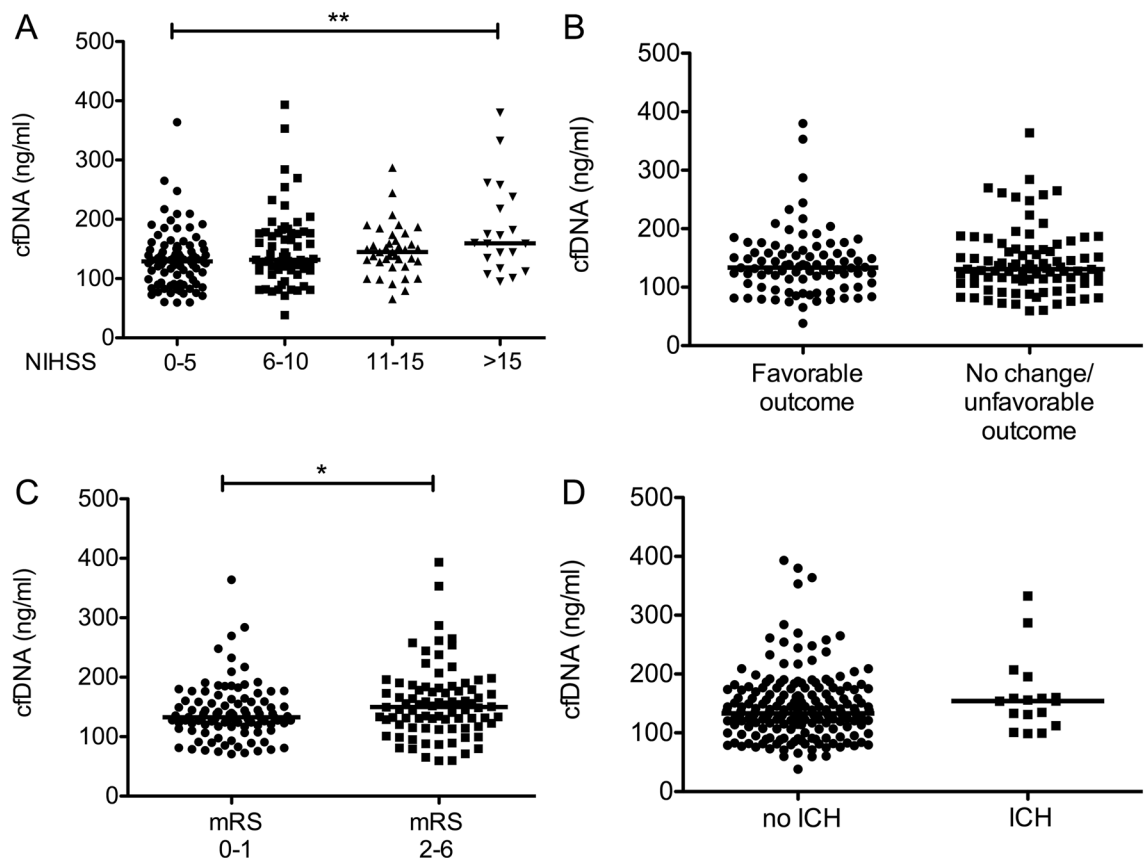 A
**
500
400
300
200
100
0
cfDNA (ng/ml)
NIHSS 0-5 6-10 11-15 >15
B
500
400
300
200
100
0
cfDNA (ng/ml)
Favorable
outcome
No change/
unfavorable
outcome
C
*
500
400
300
200
100
0
cfDNA (ng/ml)
mRS
0-1
mRS
2-6
D
500
400
300
200
100
0
cfDNA (ng/ml)
no ICH ICH